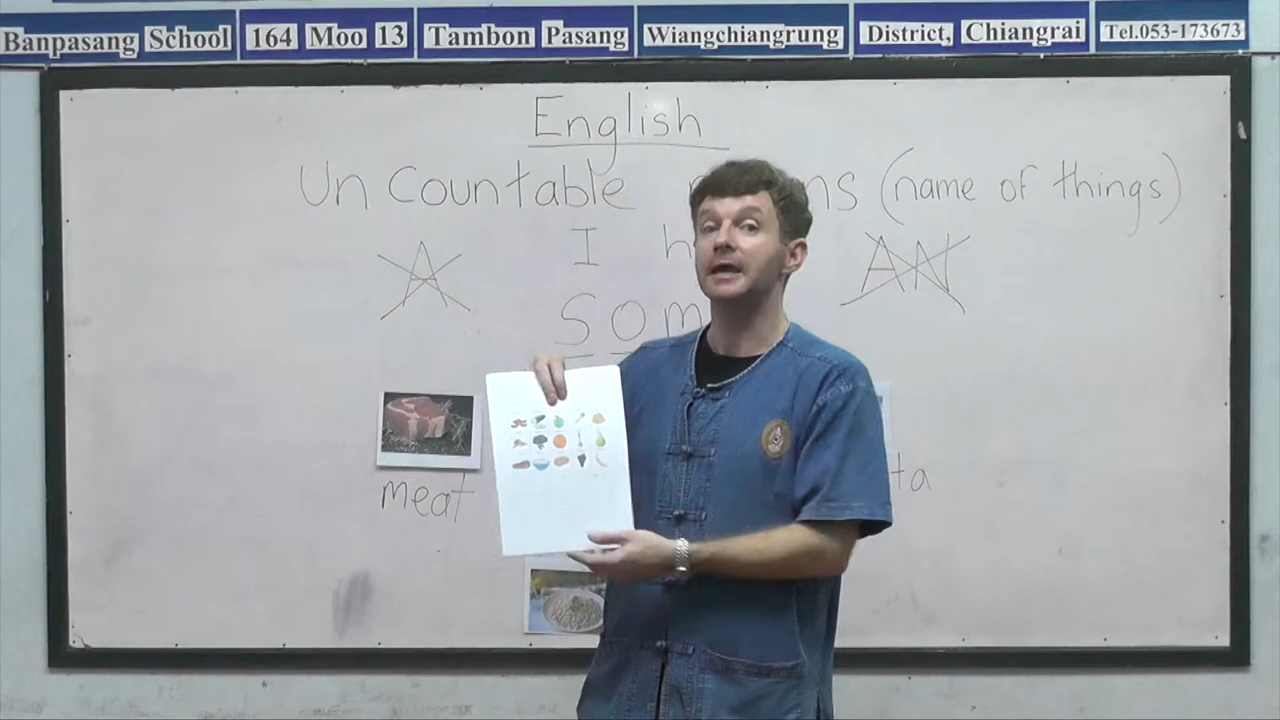 Banpasang School 164 Moo 13 Tambon Pasang Wiangchiangrung District, Chiangrai Tel.053-173673
English
Un Countable (name of things)
A I AN
meat